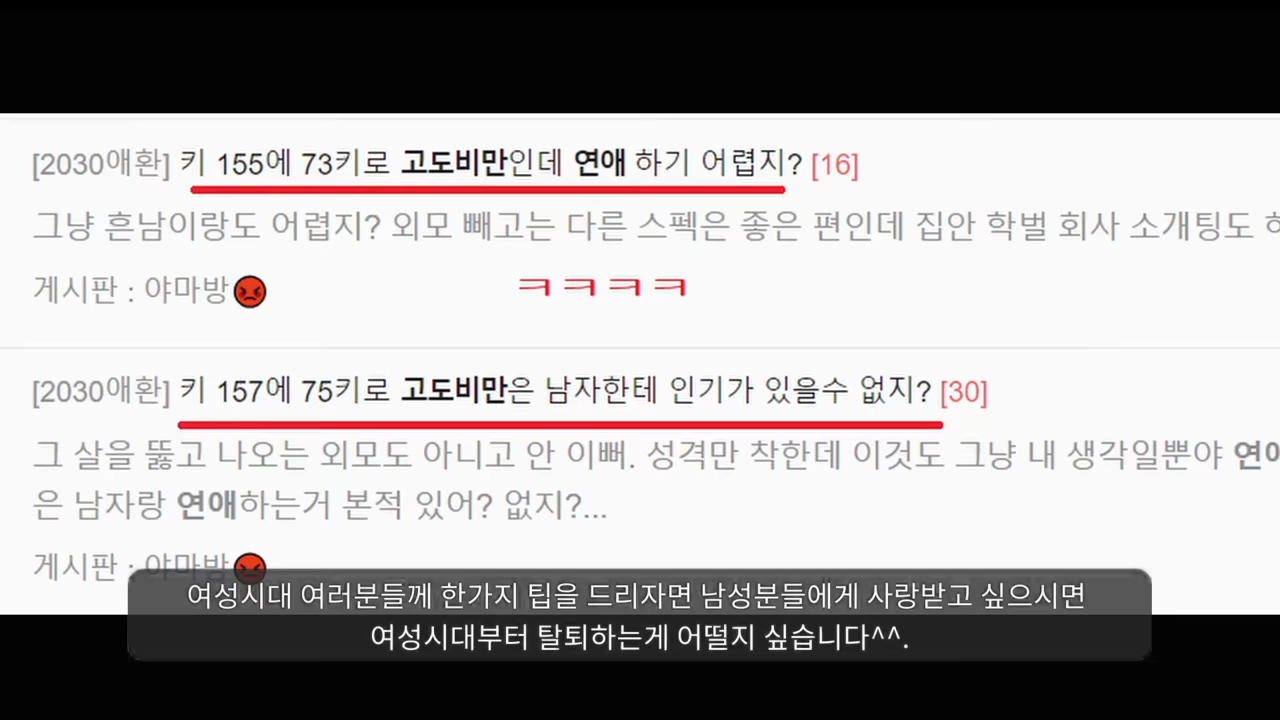 [2030애환] 키 155에 73키로 고도비만인데 연애 하기 어렵지? [16]
그냥 흔남이랑도 어렵지? 외모 빼고는 다른 스펙은 좋은 편인데 집안 학벌 회사 소개팅도
게시판 : 야마방😡
ㅋㅋㅋㅋ
[2030애환] 키 157에 75키로 고도비만은 남자한테 인기가 있을수 없지? [30]
그 살을 뚫고 나오는 외모도 아니고 안 이뻐. 성격만 착한데 이것도 그냥 내 생각일뿐야
은 남자랑 연애하는거 본적 있어? 없지?...
게시판 : 야마방😡
여성시대 여러분들께 한가지 팁을 드리자면 남성분들에게 사랑받고 싶으시면
여성시대부터 탈퇴하는게 어떨지 싶습니다^^.